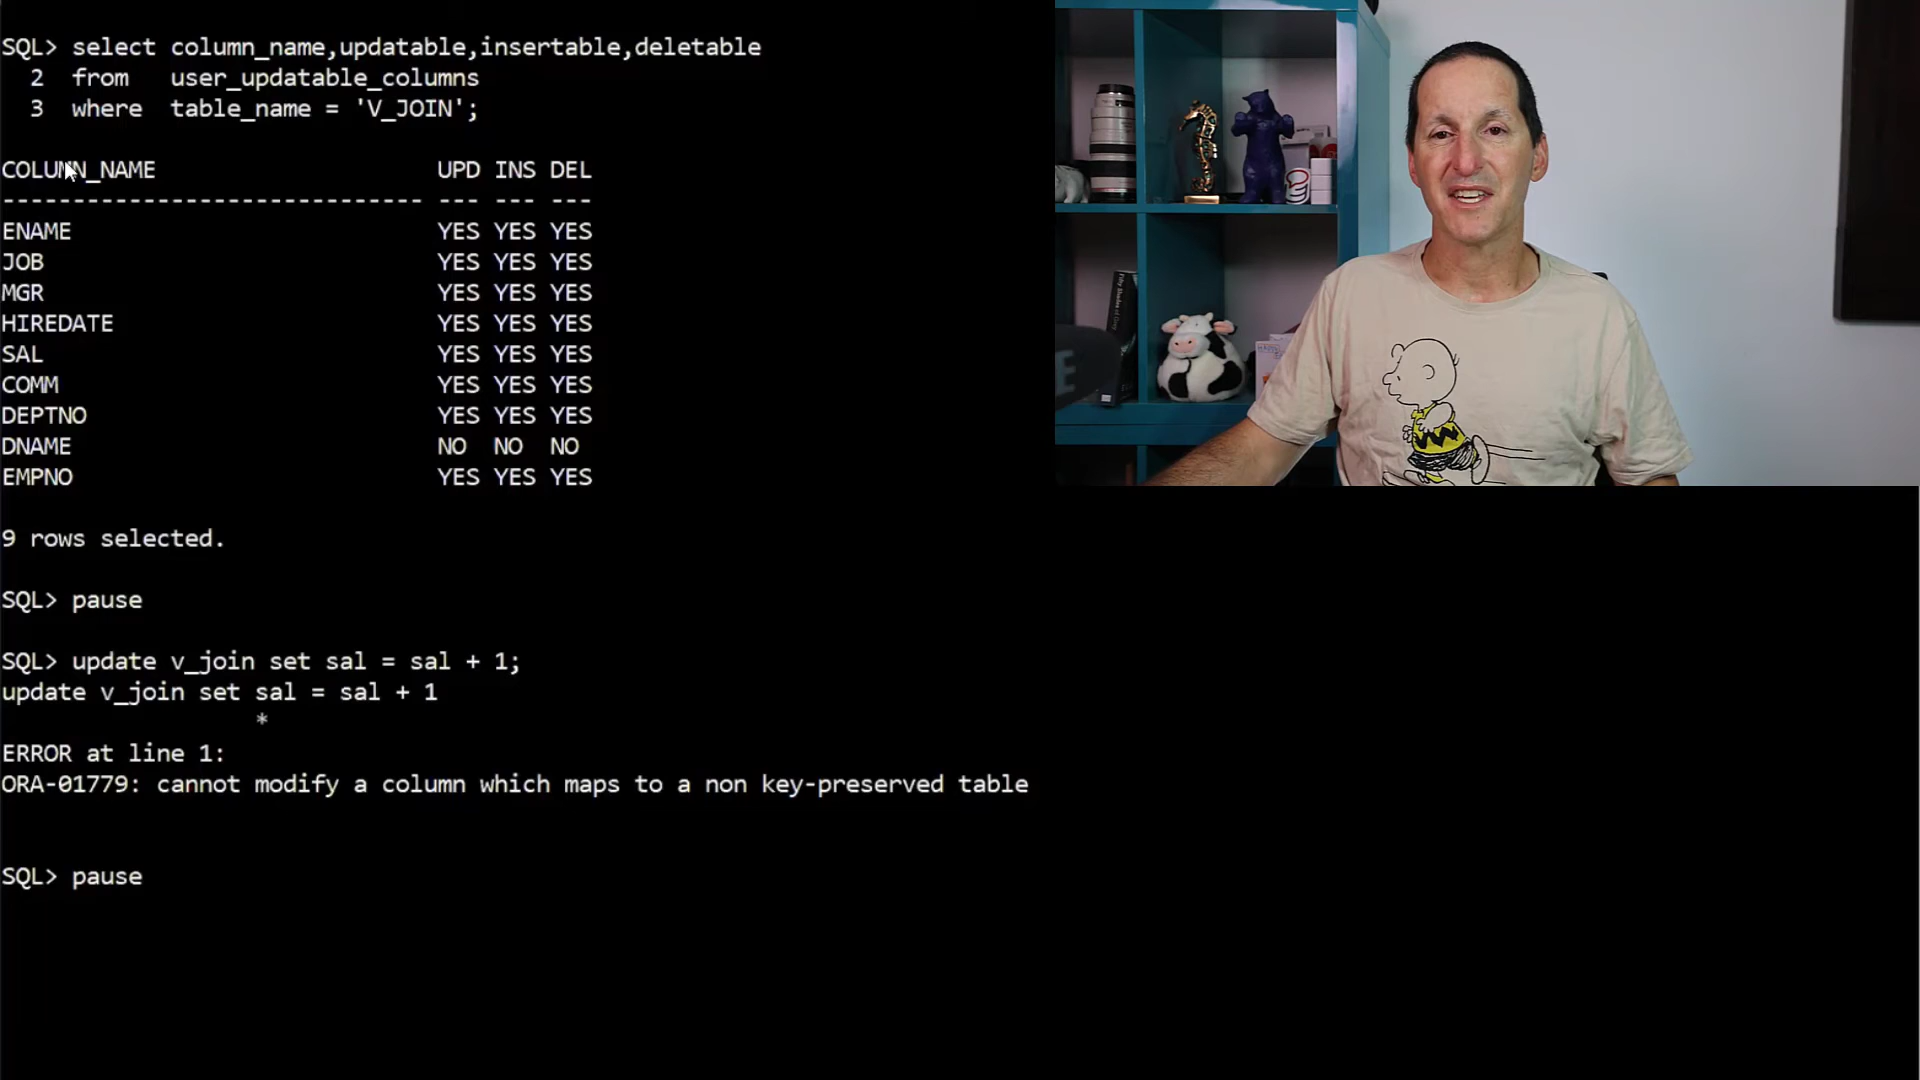 SQL> select column_name,updatable,insertable,deletable
  2  from   user_updatable_columns
  3  where  table_name = 'V_JOIN';
COLUMN_NAME                    UPD INS DEL
------------------------------ --- --- ---
ENAME                          YES YES YES
JOB                            YES YES YES
MGR                            YES YES YES
HIREDATE                       YES YES YES
SAL                            YES YES YES
COMM                           YES YES YES
DEPTNO                         YES YES YES
DNAME                          NO  NO  NO
EMPNO                          YES YES YES
9 rows selected.
SQL> pause
SQL> update v_join set sal = sal + 1;
update v_join set sal = sal + 1
                  *
ERROR at line 1:
ORA-01779: cannot modify a column which maps to a non key-preserved table
SQL> pause
Fifty Shades of Grey